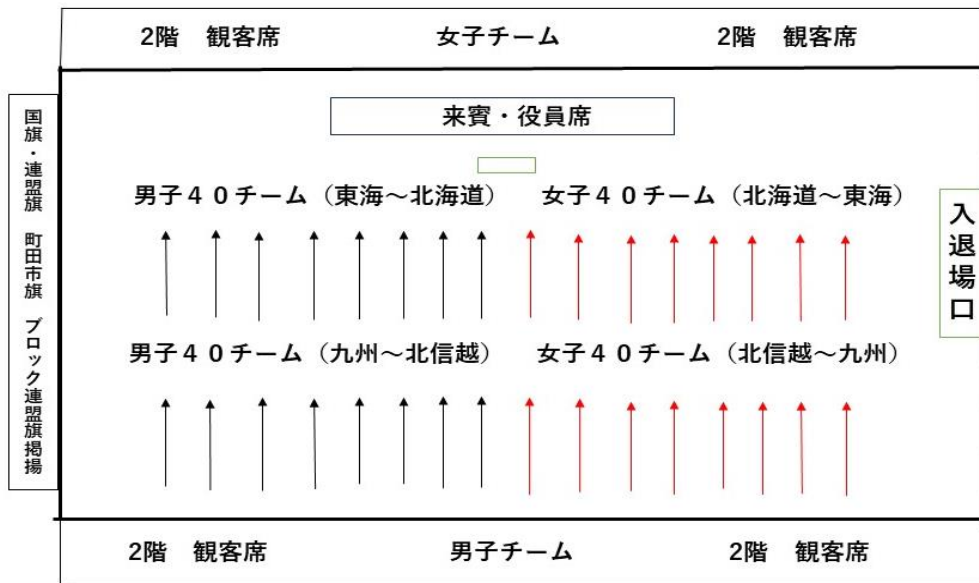 2階　観客席　女子チーム　2階　観客席
来賓・役員席
国旗・連盟旗　町田市旗　ブロック連盟旗掲揚
男子４０チーム（東海～北海道）　女子４０チーム（北海道～東海）
入退場口
男子４０チーム（九州～北信越）　女子４０チーム（北信越～九州）
2階　観客席　男子チーム　2階　観客席